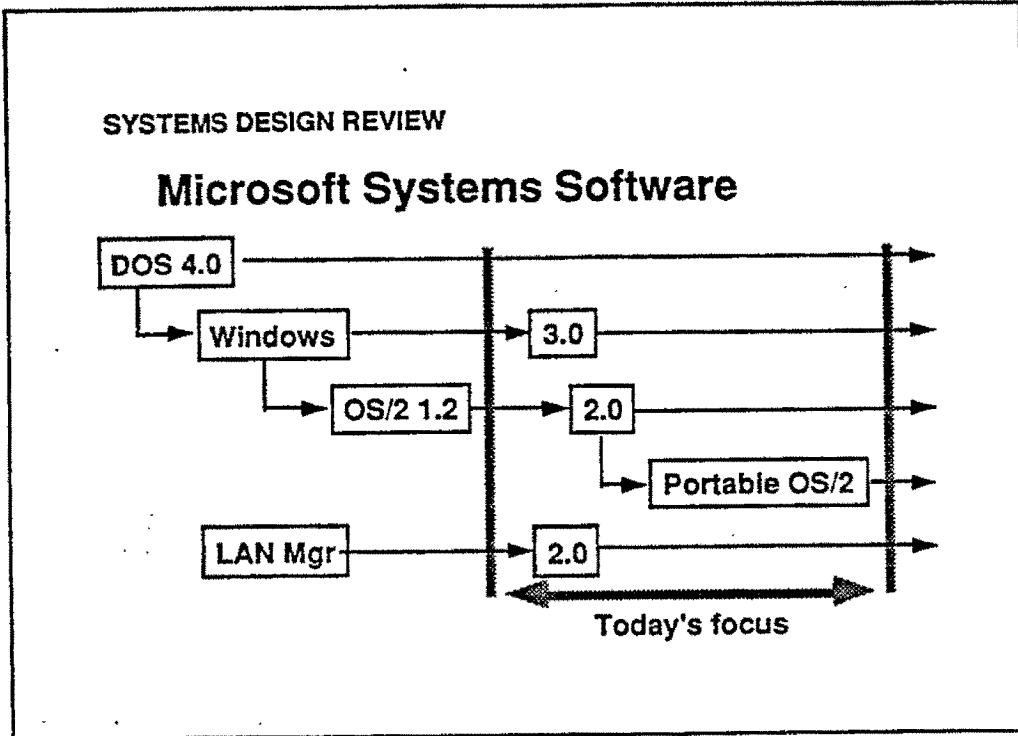 SYSTEMS DESIGN REVIEW
Microsoft Systems Software
DOS 4.0
Windows
3.0
OS/2 1.2
2.0
Portable OS/2
LAN Mgr
2.0
Today's focus